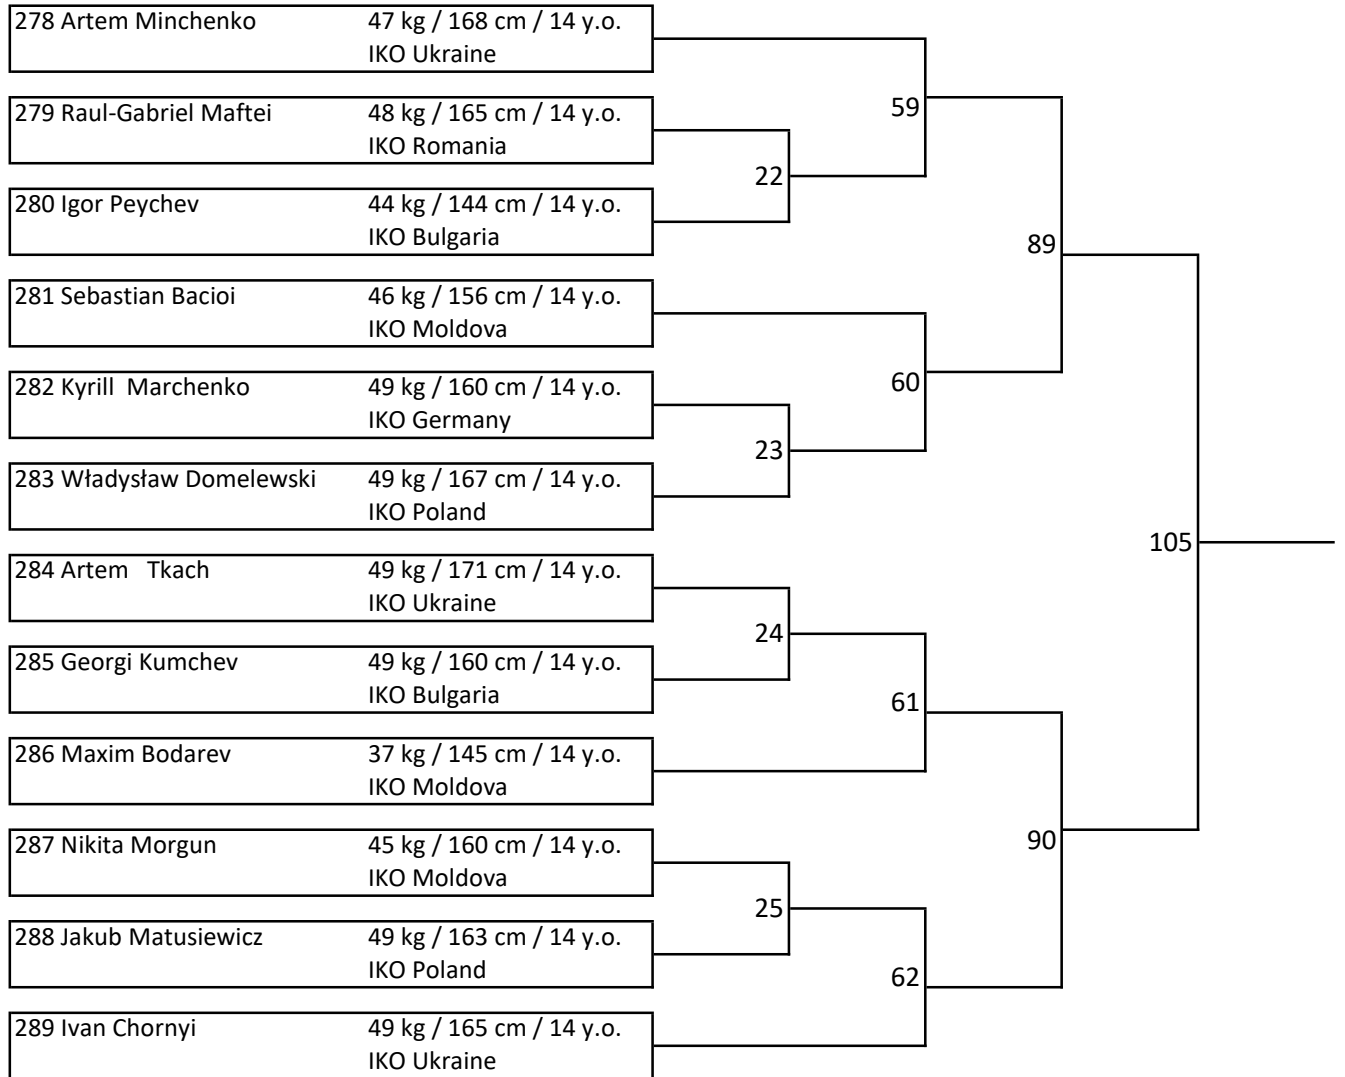 278 Artem Minchenko 47 kg / 168 cm / 14 y.o.
IKO Ukraine
59
279 Raul-Gabriel Maftei 48 kg / 165 cm / 14 y.o.
IKO Romania
22
280 Igor Peychev 44 kg / 144 cm / 14 y.o.
IKO Bulgaria
89
281 Sebastian Bacioi 46 kg / 156 cm / 14 y.o.
IKO Moldova
60
282 Kyrill  Marchenko 49 kg / 160 cm / 14 y.o.
IKO Germany
23
283 Władysław Domelewski 49 kg / 167 cm / 14 y.o.
IKO Poland
105
284 Artem   Tkach 49 kg / 171 cm / 14 y.o.
IKO Ukraine
24
285 Georgi Kumchev 49 kg / 160 cm / 14 y.o.
IKO Bulgaria
61
286 Maxim Bodarev 37 kg / 145 cm / 14 y.o.
IKO Moldova
90
287 Nikita Morgun 45 kg / 160 cm / 14 y.o.
IKO Moldova
25
288 Jakub Matusiewicz 49 kg / 163 cm / 14 y.o.
IKO Poland
62
289 Ivan Chornyi 49 kg / 165 cm / 14 y.o.
IKO Ukraine